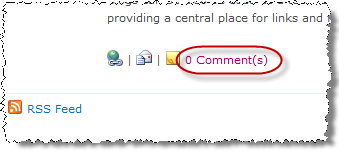 providing a central place for links and
| | 0 Comment(s)
RSS Feed